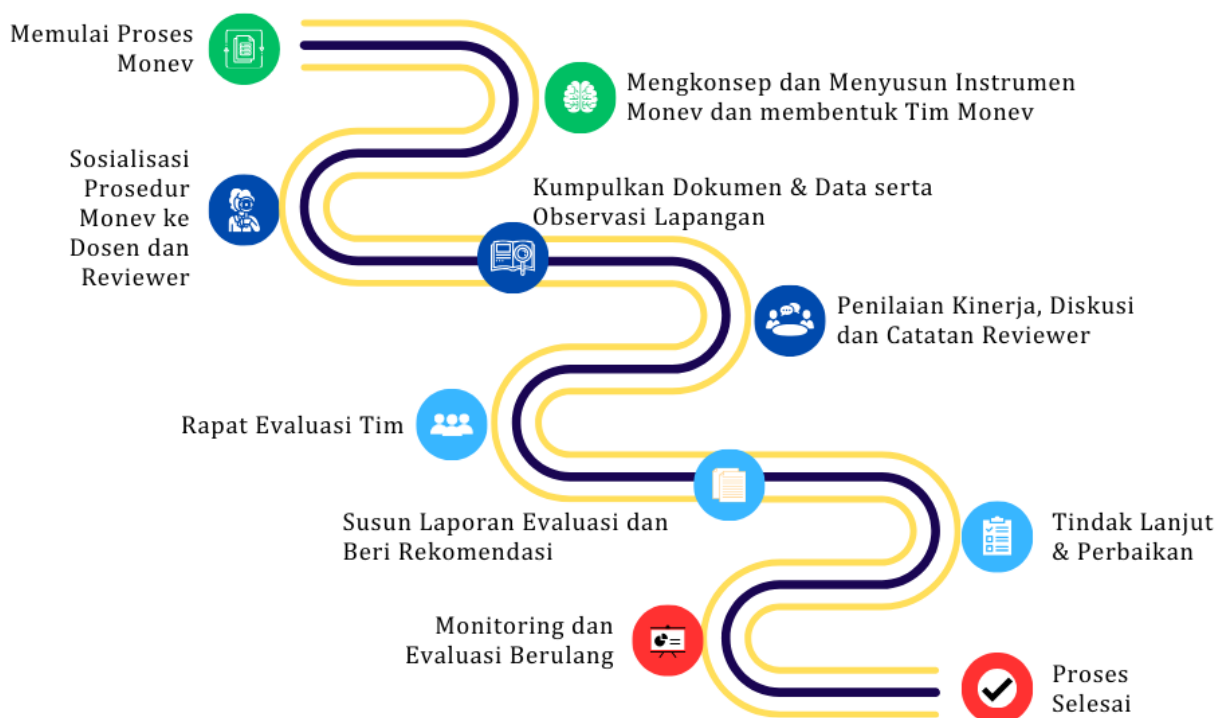 Memulai Proses
Monev
Mengkonsep dan Menyusun Instrumen
Monev dan membentuk Tim Monev
Sosialisasi
Prosedur
Monev ke
Dosen dan
Reviewer
Kumpulkan Dokumen & Data serta
Observasi Lapangan
Penilaian Kinerja, Diskusi
dan Catatan Reviewer
Rapat Evaluasi Tim
Susun Laporan Evaluasi dan
Beri Rekomendasi
Tindak Lanjut
& Perbaikan
Monitoring dan
Evaluasi Berulang
Proses
Selesai